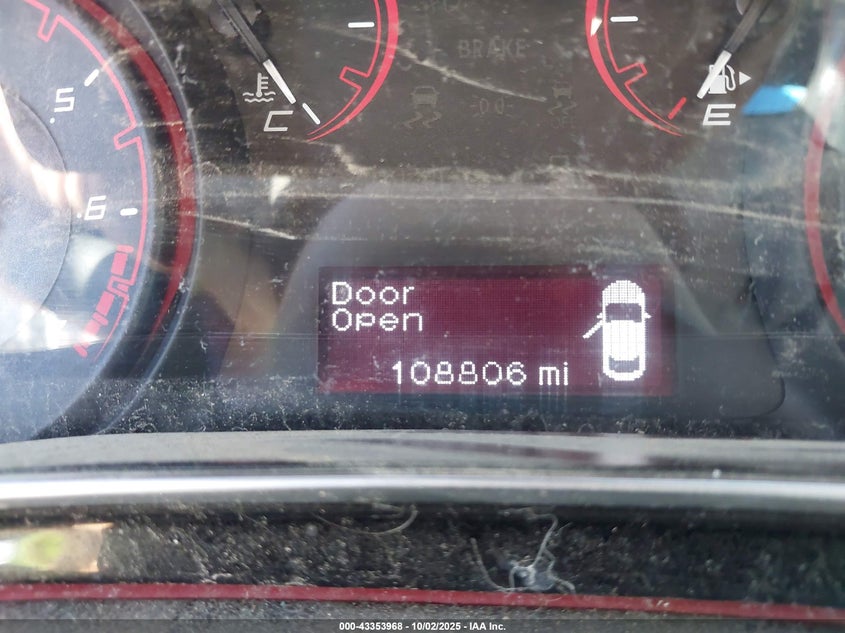 BRAKE
5
C
E
6
Door
Open
108806 mi
000-43353968 - 10/02/2025 - IAA Inc.